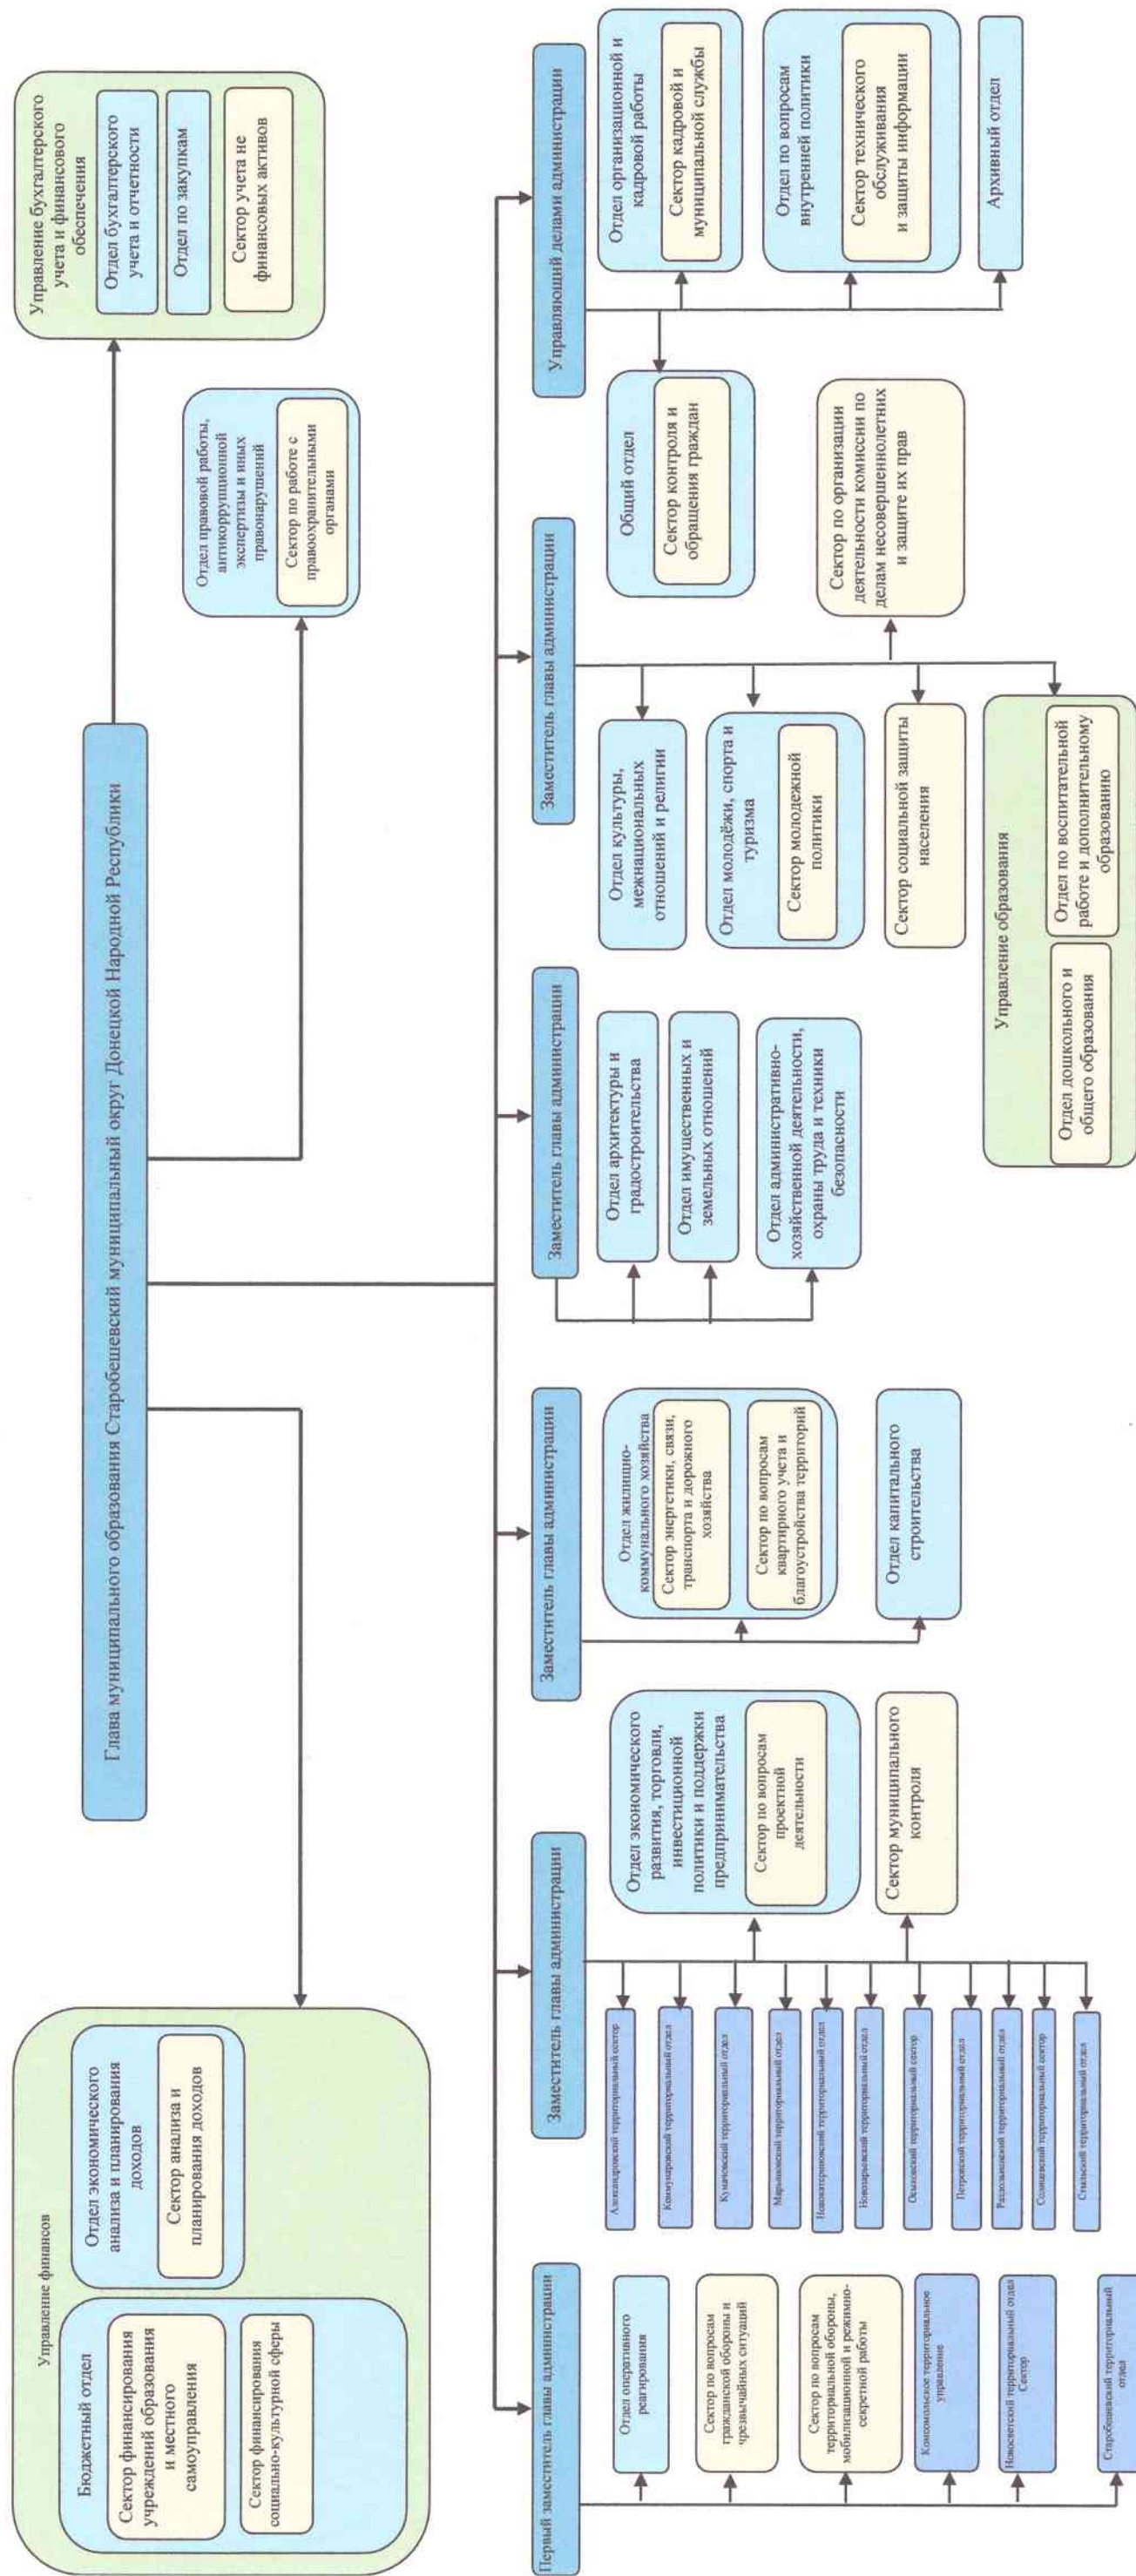 Глава муниципального образования Старобешевский муниципальный округ Донецкой Народной Республики
Управление финансов
Бюджетный отдел
Сектор финансирования
учреждений образования
и местного
самоуправления
Сектор финансирования
социально-культурной сферы
Отдел экономического
анализа и планирования
доходов
Сектор анализа и
планирования доходов
Отдел правовой работы,
антикоррупционной
экспертизы и иных
правонарушений
Сектор по работе с
правоохранительными
органами
Управление бухгалтерского
учета и финансового
обеспечения
Отдел бухгалтерского
учета и отчетности
Отдел по закупкам
Сектор учета не
финансовых активов
Первый заместитель главы администрации
Отдел оперативного
реагирования
Сектор по вопросам
гражданской обороны и
чрезвычайных ситуаций
Сектор по вопросам
территориальной обороны,
мобилизационной и режимно-
секретной работы
Комсомольское территориальное
управление
Новосветский территориальный отдел
Сектор
Старобешевский территориальный
отдел
Заместитель главы администрации
Александровский территориальный сектор
Коммунаровский территориальный отдел
Кумачовский территориальный отдел
Марьяновский территориальный отдел
Новокатериновский территориальный отдел
Новозарьевский территориальный отдел
Осыковский территориальный сектор
Петровский территориальный отдел
Раздольненский территориальный отдел
Солнцевский территориальный сектор
Стыльский территориальный отдел
Отдел экономического
развития, торговли,
инвестиционной
политики и поддержки
предпринимательства
Сектор по вопросам
проектной
деятельности
Сектор муниципального
контроля
Заместитель главы администрации
Отдел жилищно-
коммунального хозяйства
Сектор энергетики, связи,
транспорта и дорожного
хозяйства
Сектор по вопросам
квартирного учета и
благоустройства территорий
Отдел капитального
строительства
Заместитель главы администрации
Отдел архитектуры и
градостроительства
Отдел имущественных и
земельных отношений
Отдел административно-
хозяйственной деятельности,
охраны труда и техники
безопасности
Заместитель главы администрации
Отдел культуры,
межнациональных
отношений и религии
Отдел молодёжи, спорта и
туризма
Сектор молодежной
политики
Сектор социальной защиты
населения
Сектор по организации
деятельности комиссии по
делам несовершеннолетних
и защите их прав
Управление образования
Отдел дошкольного и
общего образования
Отдел по воспитательной
работе и дополнительному
образованию
Управляющий делами администрации
Общий отдел
Сектор контроля и
обращения граждан
Отдел организационной и
кадровой работы
Сектор кадровой и
муниципальной службы
Отдел по вопросам
внутренней политики
Сектор технического
обслуживания
и защиты информации
Архивный отдел